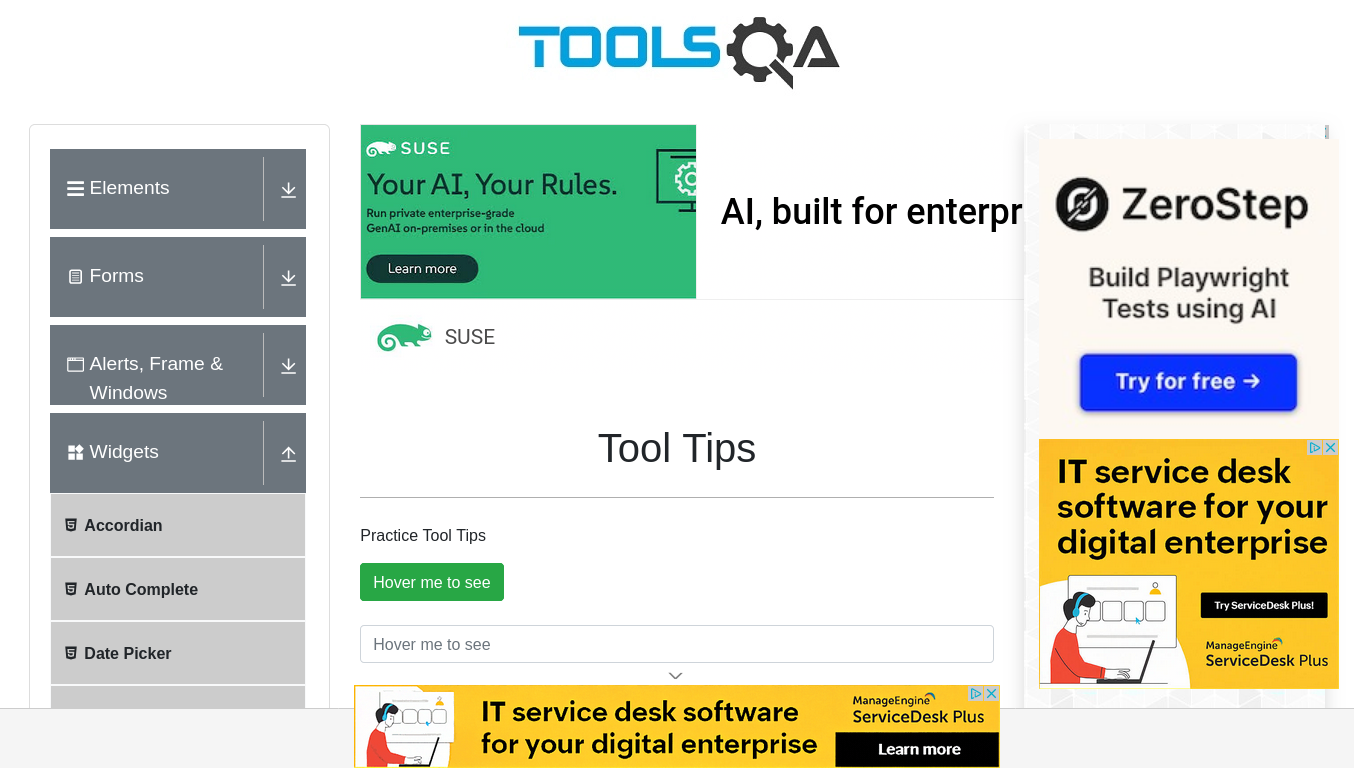 TOOLSQA
Elements
Forms
Alerts, Frame &
Windows
Widgets
Accordian
Auto Complete
Date Picker
SUSE
Your AI, Your Rules.
Run private enterprise-grade
GenAI on-premises or in the cloud
Learn more
AI, built for enterpr
SUSE
Tool Tips
Practice Tool Tips
Hover me to see
Hover me to see
ZeroStep
Build Playwright
Tests using AI
Try for free →
IT service desk
software for your
digital enterprise
Try ServiceDesk Plus!
ManageEngine
ServiceDesk Plus
IT service desk software
for your digital enterprise
ManageEngine
ServiceDesk Plus
Learn more